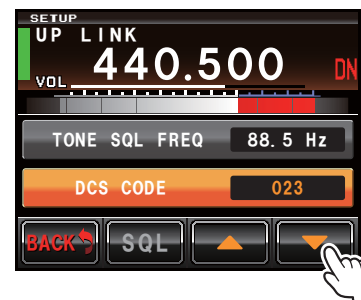 SETUP
UP LINK
VOL 440.500 DN
TONE SQL FREQ 88.5 Hz
DCS CODE 023
BACK SQL